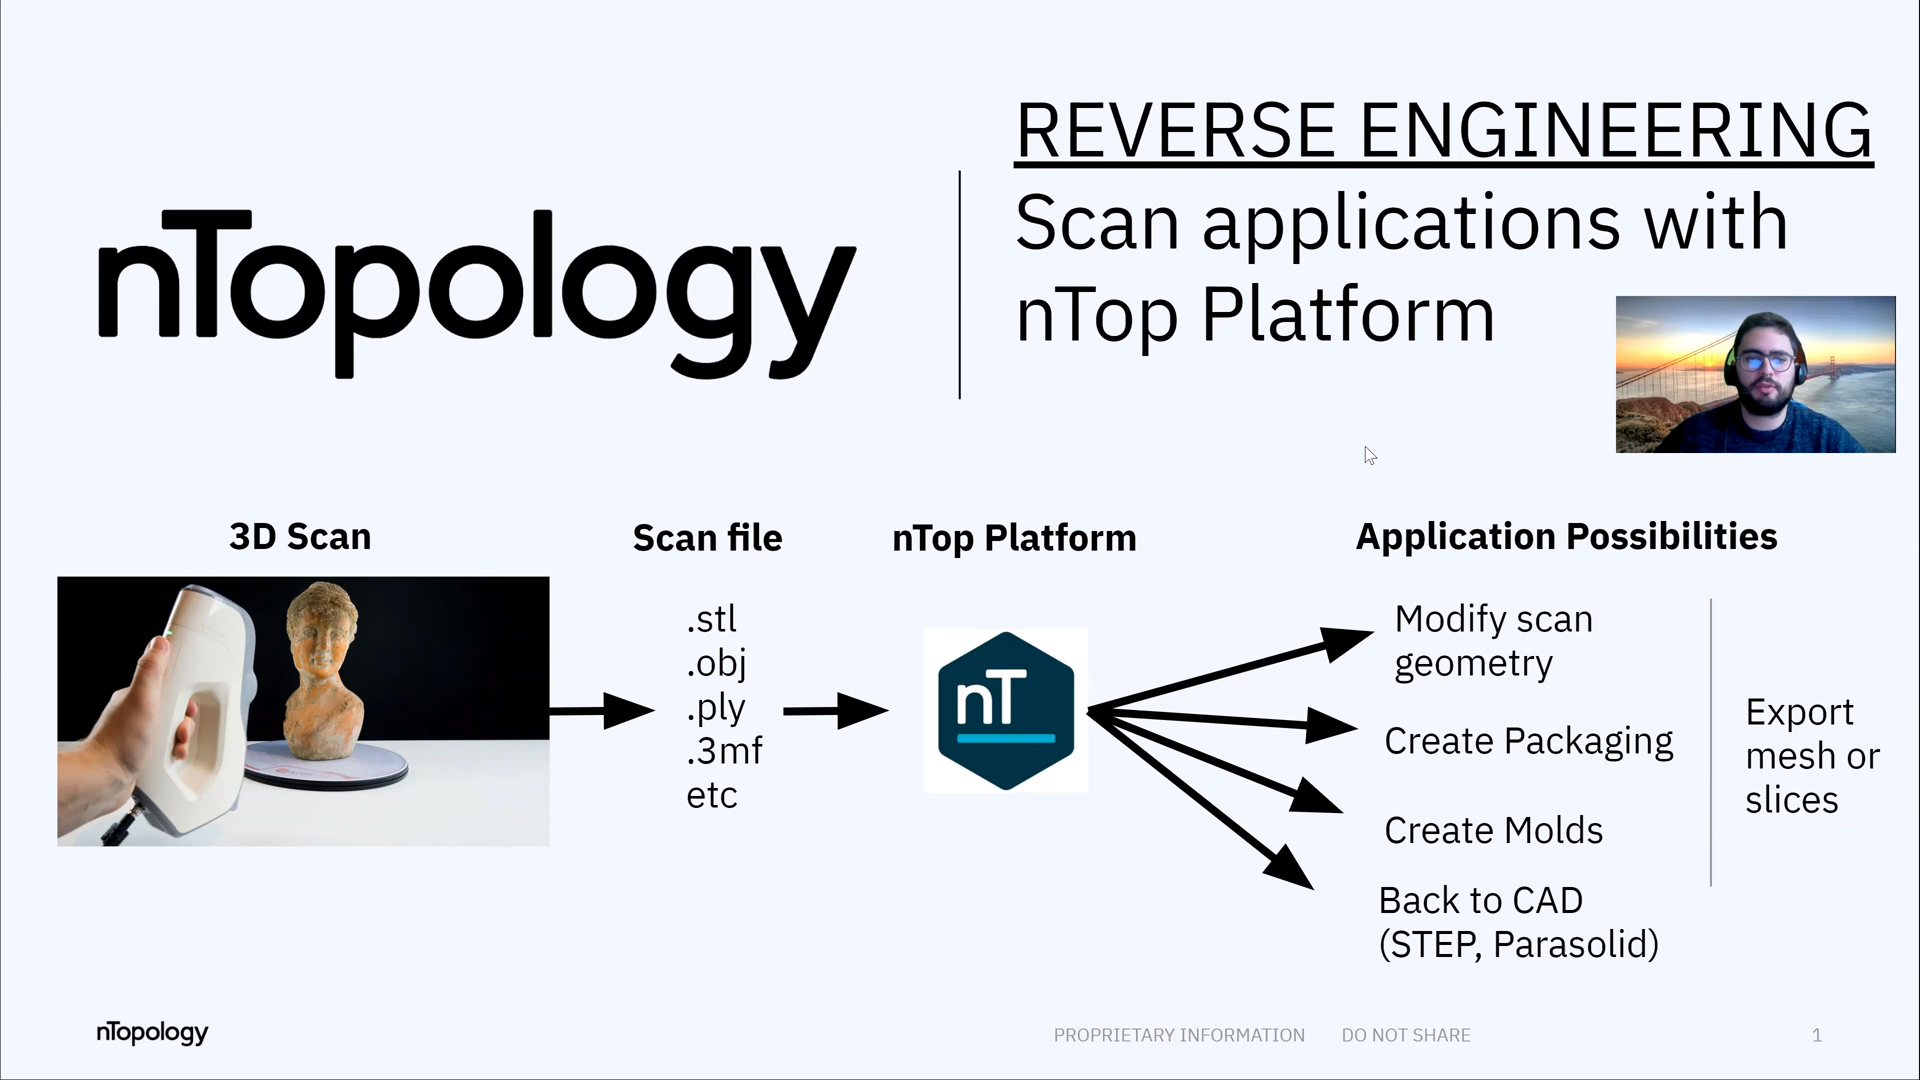 nTopology
REVERSE ENGINEERING
Scan applications with
nTop Platform
3D Scan
Scan file
nTop Platform
Application Possibilities
.stl
.obj
.ply
.3mf
etc
nT
Modify scan
geometry
Create Packaging
Create Molds
Back to CAD
(STEP, Parasolid)
Export
mesh or
slices
nTopology
PROPRIETARY INFORMATION DO NOT SHARE
1